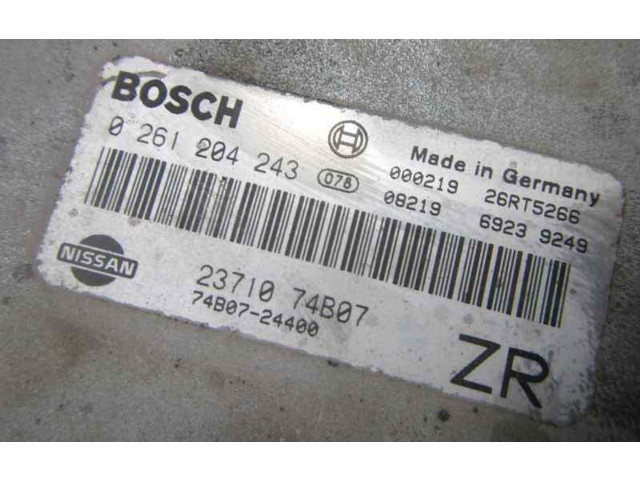 BOSCH
0 261 204 243 078
Made in Germany
000219 26RT5266
08219 6923 9249
NISSAN
23710 74B07
74B07-24400
ZR